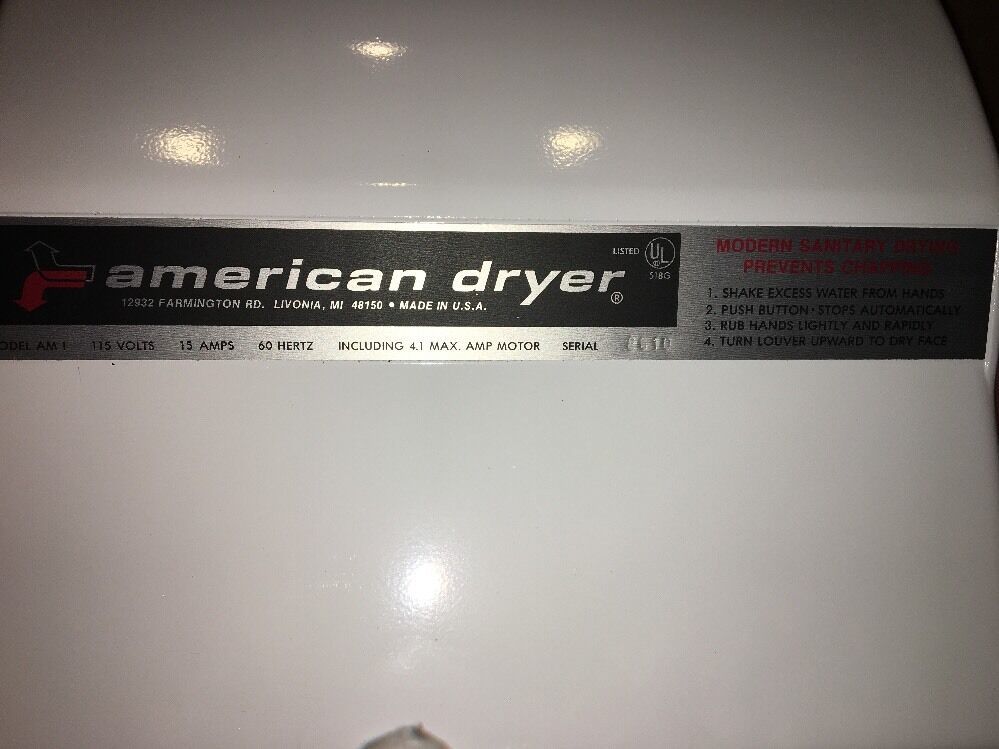 american dryer®
12932 FARMINGTON RD. LIVONIA, MI 48150 • MADE IN U.S.A.
LISTED UL ®
518G
ODEL AM 1 115 VOLTS 15 AMPS 60 HERTZ INCLUDING 4.1 MAX. AMP MOTOR SERIAL
MODERN SANITARY DRYING
PREVENTS CHAPPING
1. SHAKE EXCESS WATER FROM HANDS
2. PUSH BUTTON • STOPS AUTOMATICALLY
3. RUB HANDS LIGHTLY AND RAPIDLY
4. TURN LOUVER UPWARD TO DRY FACE